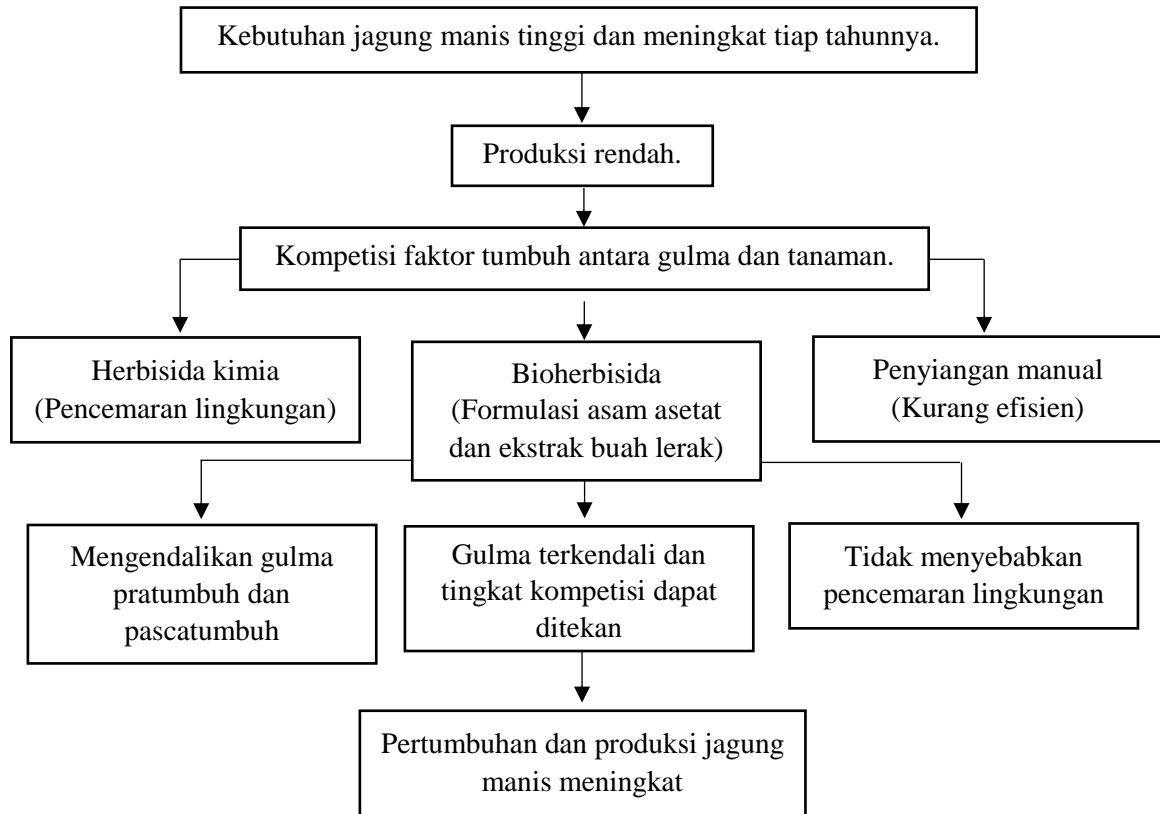 Kebutuhan jagung manis tinggi dan meningkat tiap tahunnya.
Produksi rendah.
Kompetisi faktor tumbuh antara gulma dan tanaman.
Herbisida kimia
(Pencemaran lingkungan)
Bioherbisida
(Formulasi asam asetat
dan ekstrak buah lerak)
Penyiangan manual
(Kurang efisien)
Mengendalikan gulma
pratumbuh dan
pascatumbuh
Gulma terkendali dan
tingkat kompetisi dapat
ditekan
Tidak menyebabkan
pencemaran lingkungan
Pertumbuhan dan produksi jagung
manis meningkat